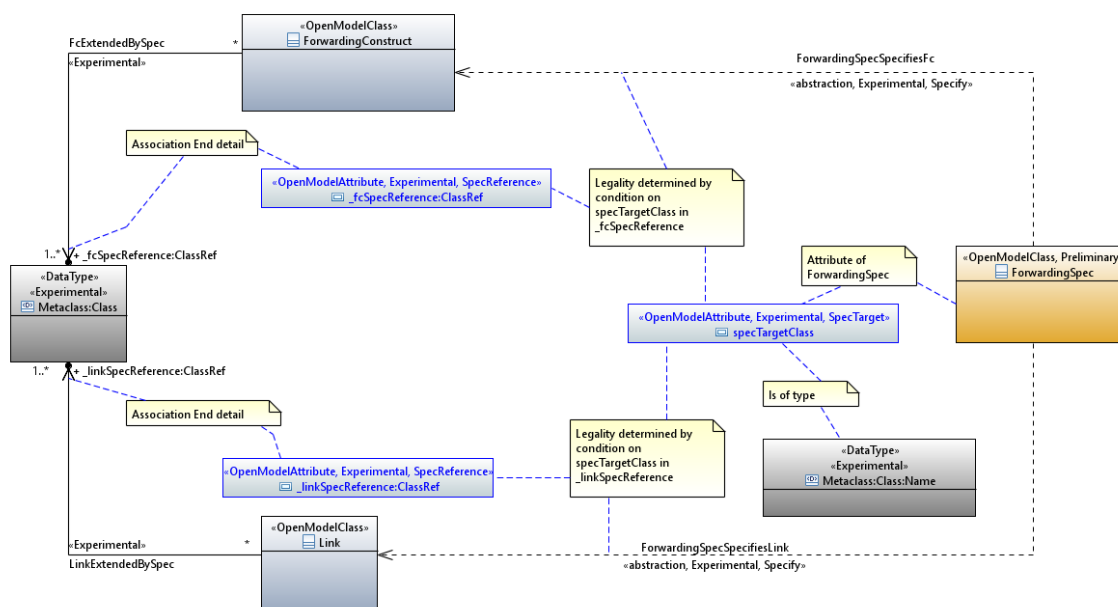 «OpenModelClass»
ForwardingConstruct
FcExtendedBySpec
*
«Experimental»
ForwardingSpecSpecifiesFc
«abstraction, Experimental, Specify»
Association End detail
«OpenModelAttribute, Experimental, SpecReference»
_fcSpecReference:ClassRef
Legality determined by
condition on
specTargetClass in
_fcSpecReference
1..*
+ _fcSpecReference:ClassRef
«DataType»
«Experimental»
Metaclass:Class
Attribute of
ForwardingSpec
«OpenModelClass, Preliminary
ForwardingSpec
«OpenModelAttribute, Experimental, SpecTarget»
specTargetClass
1..*
+ _linkSpecReference:ClassRef
Association End detail
Is of type
Legality determined by
condition on
specTargetClass in
_linkSpecReference
«OpenModelAttribute, Experimental, SpecReference»
_linkSpecReference:ClassRef
«DataType»
«Experimental»
Metaclass:Class:Name
«OpenModelClass»
Link
«Experimental»
*
LinkExtendedBySpec
ForwardingSpecSpecifiesLink
«abstraction, Experimental, Specify»